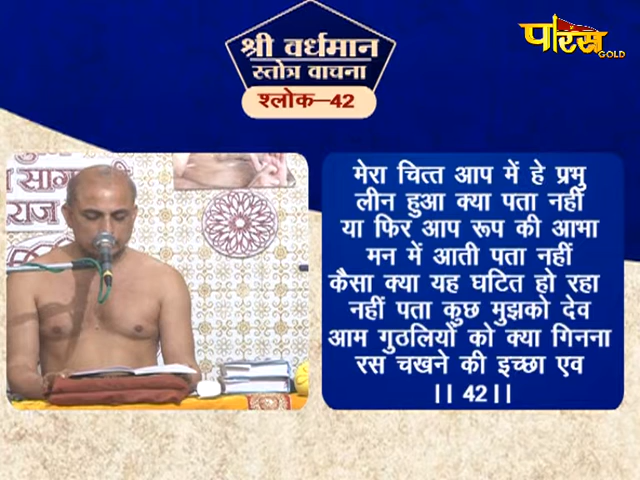 श्री वर्धमान
स्तोत्र वाचना
श्लोक–42
पारस
GOLD
साग
राज
मेरा चित्त आप में हे प्रभु
लीन हुआ क्या पता नहीं
या फिर आप रूप की आभा
मन में आती पता नहीं
कैसा क्या यह घटित हो रहा
नहीं पता कुछ मुझको देव
आम गुठलियों को क्या गिनना
रस चखने की इच्छा एव
।। 42।।